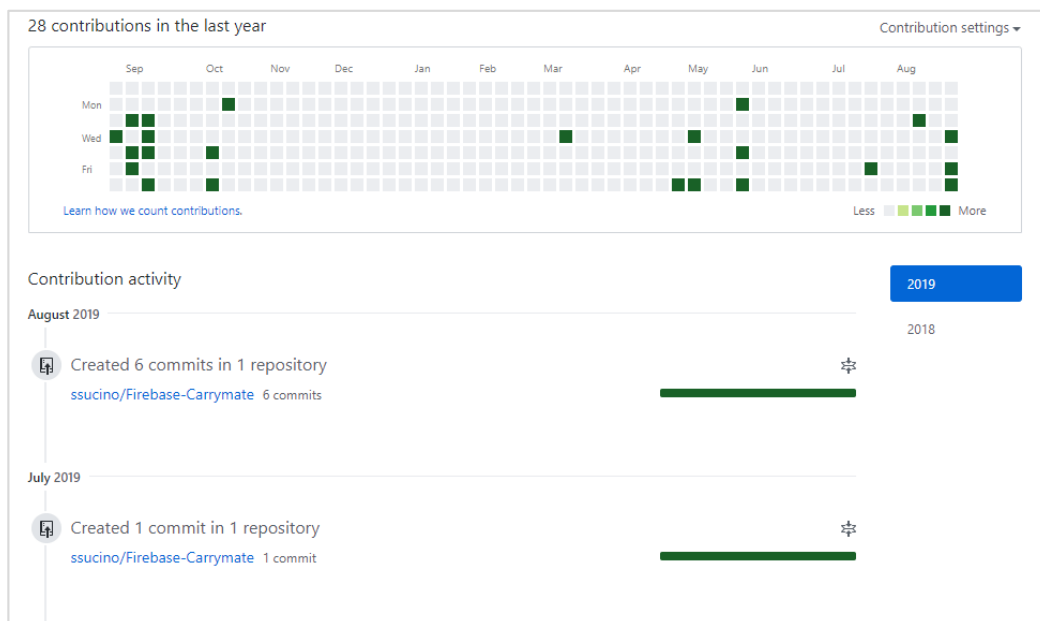 28 contributions in the last year
Contribution settings
Sep Oct Nov Dec Jan Feb Mar Apr May Jun Jul Aug
Mon
Wed
Fri
Learn how we count contributions.
Less More
Contribution activity
2019
2018
August 2019
Created 6 commits in 1 repository
ssucino/Firebase-Carrymate 6 commits
July 2019
Created 1 commit in 1 repository
ssucino/Firebase-Carrymate 1 commit